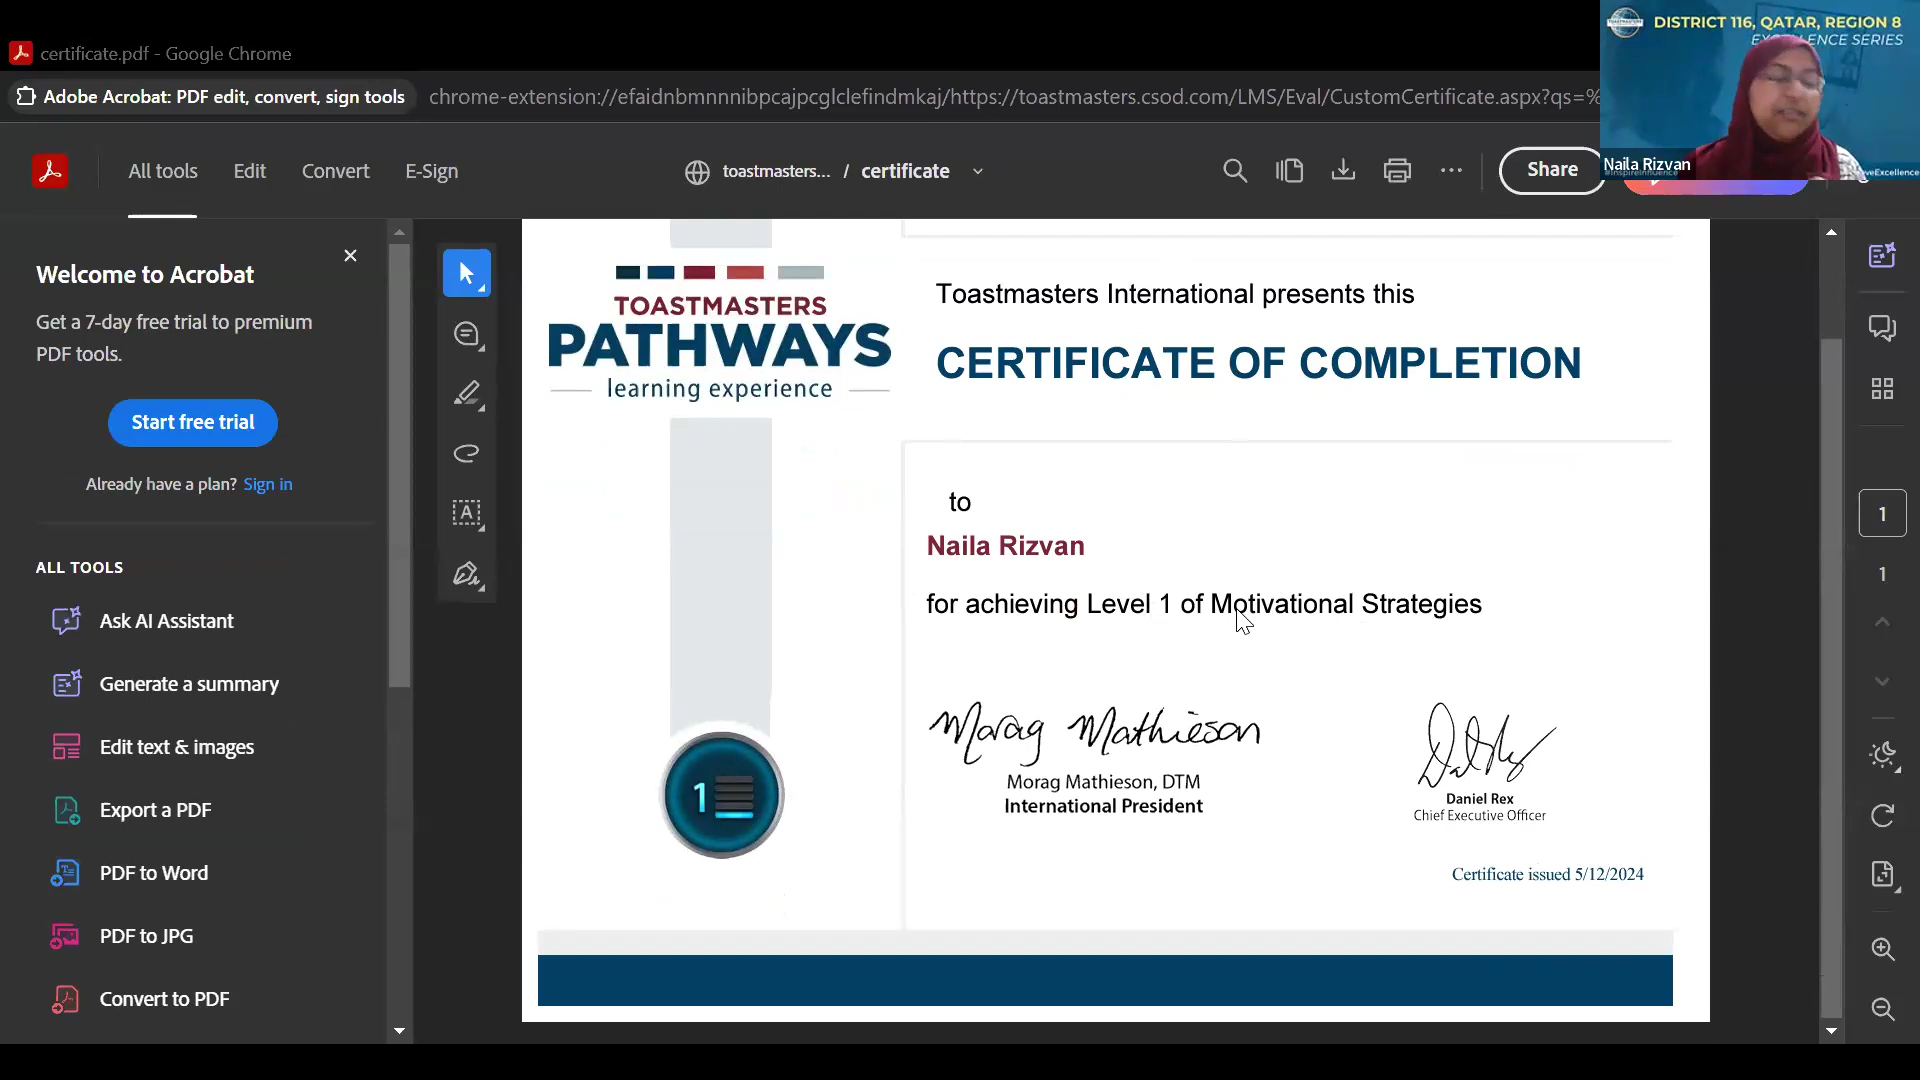 DISTRICT 116, QATAR, REGION 8
certificate.pdf - Google Chrome
Adobe Acrobat: PDF edit, convert, sign tools
chrome-extension://efaidnbmnnnibpcajpcglclefindmkaj/https://toastmasters.csod.com/LMS/Eval/CustomCertificate.aspx?qs=%
All tools
Edit
Convert
E-Sign
toastmasters... / certificate
Share
Naila Rizvan
Welcome to Acrobat
Get a 7-day free trial to premium
PDF tools.
Start free trial
Already have a plan? Sign in
ALL TOOLS
Ask AI Assistant
Generate a summary
Edit text & images
Export a PDF
PDF to Word
PDF to JPG
Convert to PDF
TOASTMASTERS
PATHWAYS
learning experience
1
Toastmasters International presents this
CERTIFICATE OF COMPLETION
to
Naila Rizvan
for achieving Level 1 of Motivational Strategies
Morag Mathieson
Morag Mathieson, DTM
International President
Daniel Rex
Chief Executive Officer
Certificate issued 5/12/2024
1
1